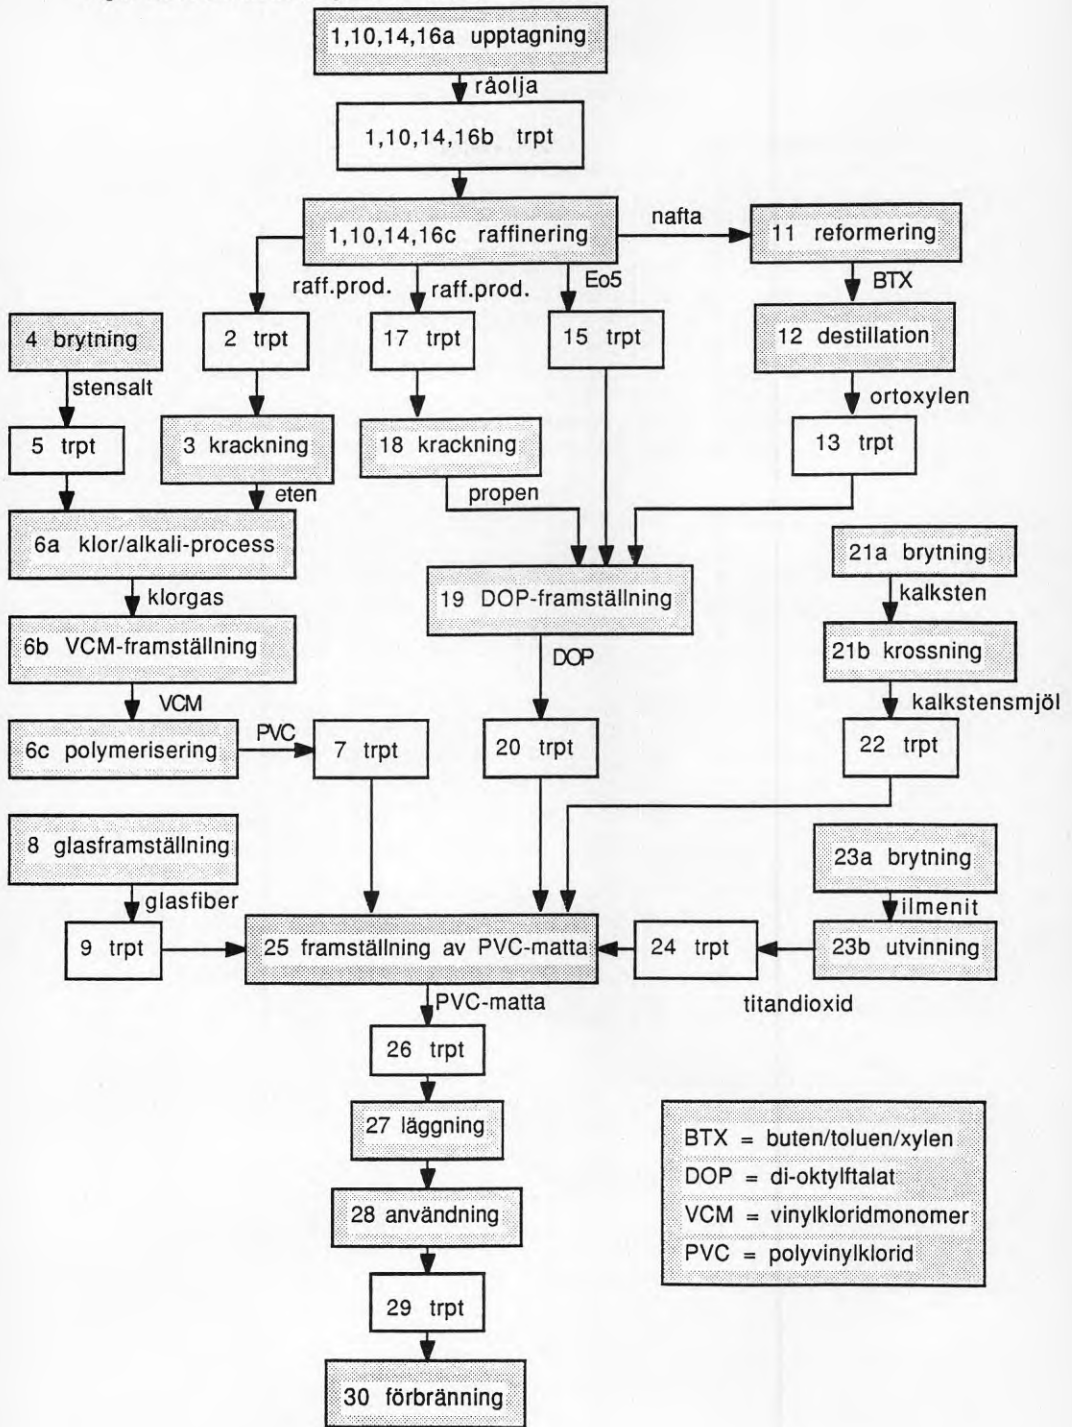 1,10,14,16a upptagning
råolja
1,10,14,16b trpt
1,10,14,16c raffinering
nafta
11 reformering
raff.prod.
raff.prod.
Eo5
BTX
4 brytning
2 trpt
17 trpt
15 trpt
12 destillation
stensalt
ortoxylen
5 trpt
3 krackning
18 krackning
13 trpt
eten
propen
6a klor/alkali-process
21a brytning
klorgas
19 DOP-framställning
kalksten
6b VCM-framställning
21b krossning
DOP
VCM
kalkstensmjöl
6c polymerisering
PVC
7 trpt
20 trpt
22 trpt
8 glasframställning
23a brytning
glasfiber
ilmenit
9 trpt
25 framställning av PVC-matta
24 trpt
23b utvinning
PVC-matta
titandioxid
26 trpt
27 läggning
BTX = buten/toluen/xylen
DOP = di-oktylftalat
VCM = vinylkloridmonomer
PVC = polyvinylklorid
28 användning
29 trpt
30 förbränning